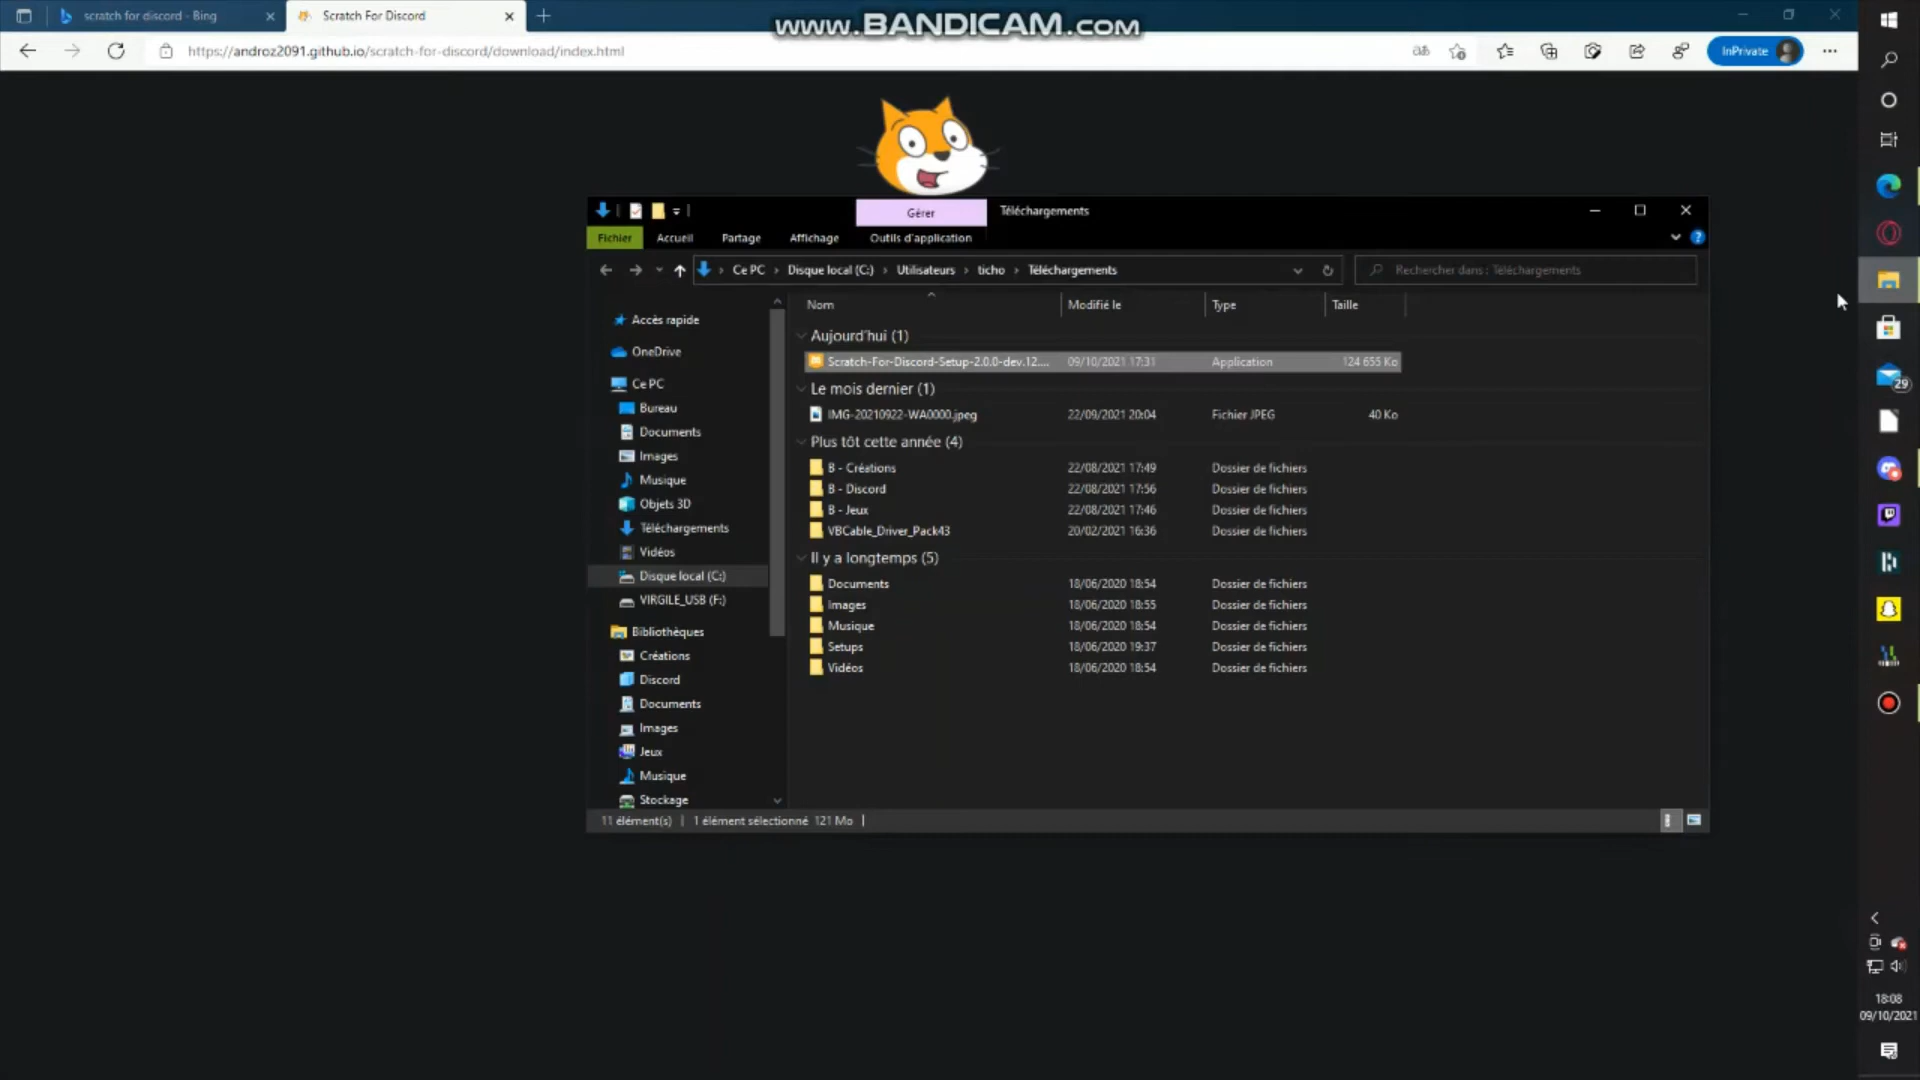 scratch for discord - Bing
Scratch For Discord
www.BANDICAM.com
https://androz2091.github.io/scratch-for-discord/download/index.html
InPrivate
Gérer
Téléchargements
Fichier
Accueil
Partage
Affichage
Outils d'application
Ce PC > Disque local (C:) > Utilisateurs > ticho > Téléchargements
Rechercher dans : Téléchargements
Nom
Modifié le
Type
Taille
Accès rapide
OneDrive
Ce PC
Bureau
Documents
Images
Musique
Objets 3D
Téléchargements
Vidéos
Disque local (C:)
VIRGILE_USB (F:)
Bibliothèques
Créations
Discord
Documents
Images
Jeux
Musique
Stockage
Aujourd'hui (1)
Scratch-For-Discord-Setup-2.0.0-dev.12.... 09/10/2021 17:31 Application 124 655 Ko
Le mois dernier (1)
IMG-20210922-WA0000.jpeg 22/09/2021 20:04 Fichier JPEG 40 Ko
Plus tôt cette année (4)
B - Créations 22/08/2021 17:49 Dossier de fichiers
B - Discord 22/08/2021 17:56 Dossier de fichiers
B - Jeux 22/08/2021 17:46 Dossier de fichiers
VBCable_Driver_Pack43 20/02/2021 16:36 Dossier de fichiers
Il y a longtemps (5)
Documents 18/06/2020 18:54 Dossier de fichiers
Images 18/06/2020 18:55 Dossier de fichiers
Musique 18/06/2020 18:54 Dossier de fichiers
Setups 18/06/2020 19:37 Dossier de fichiers
Vidéos 18/06/2020 18:54 Dossier de fichiers
11 élément(s) | 1 élément sélectionné 121 Mo |
29
18:08
09/10/2021